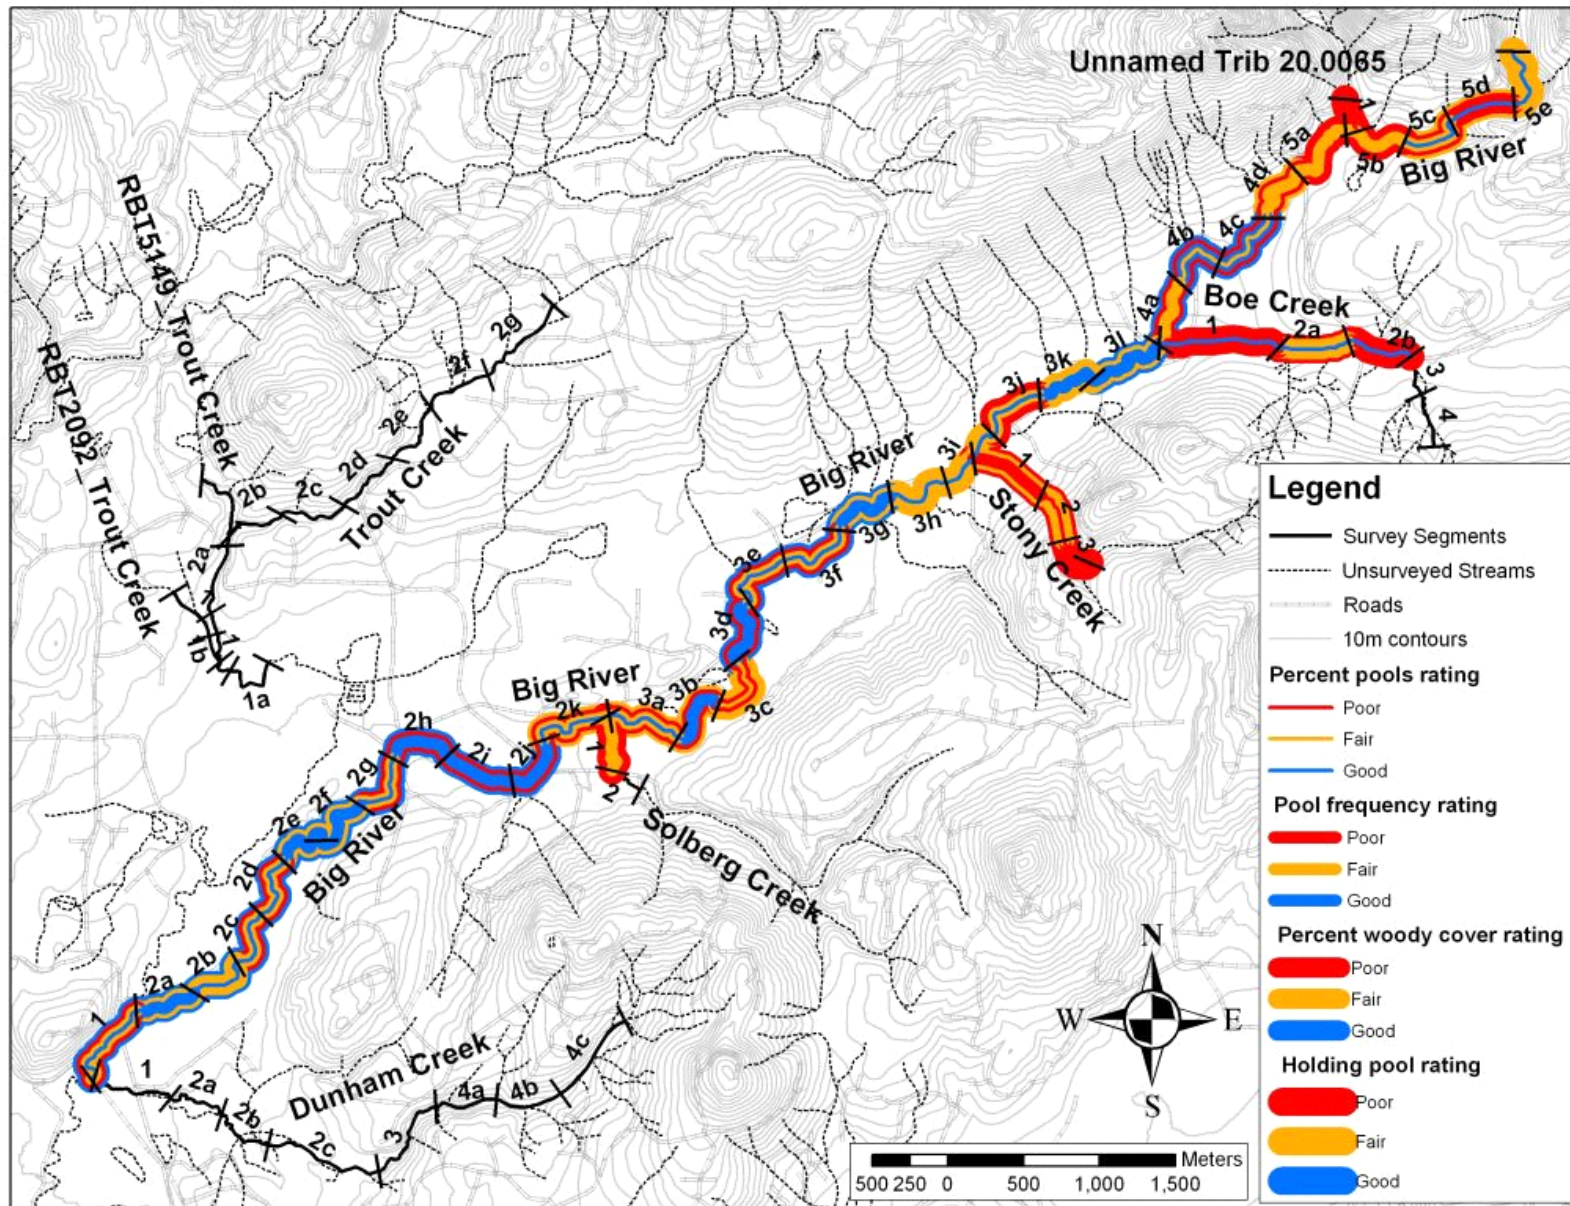 Unnamed Trib 20.0065
1
5d
5e
5c
5a
5b
Big River
4d
4c
4b
RBT5149_Trout Creek
Boe Creek
4a
1
2a
2b
3
4
2g
2f
3l
3k
3j
RBT2092_Trout Creek
2e
2d
Trout Creek
2c
2b
2a
1
1
1b
1a
Big River
3i
3h
3g
1
2
3
Stony Creek
3f
3e
3d
Big River
3c
3b
3a
2k
1
2
Solberg Creek
2j
2i
2h
2g
2f
2e
Big River
2d
2c
2b
2a
1
1
2a
2b
2c
Dunham Creek
3
4a
4b
4c
Legend
Survey Segments
Unsurveyed Streams
Roads
10m contours
Percent pools rating
Poor
Fair
Good
Pool frequency rating
Poor
Fair
Good
Percent woody cover rating
Poor
Fair
Good
Holding pool rating
Poor
Fair
Good
N
W E
S
Meters
500 250 0 500 1,000 1,500